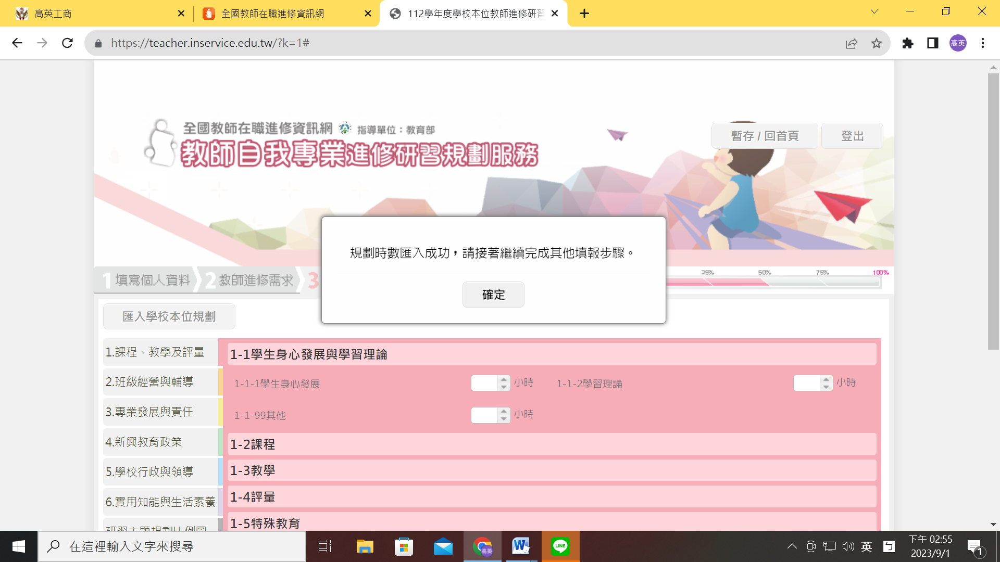 高英工商
全國教師在職進修資訊網
112學年度學校本位教師進修研習
https://teacher.inservice.edu.tw/?k=1#
高英
全國教師在職進修資訊網 指導單位：教育部
教師自我專業進修研習規劃服務
暫存 / 回首頁
登出
規劃時數匯入成功，請接著繼續完成其他填報步驟。
確定
1 填寫個人資料
2 教師進修需求
3
25%
50%
75%
100%
匯入學校本位規劃
1.課程、教學及評量
2.班級經營與輔導
3.專業發展與責任
4.新興教育政策
5.學校行政與領導
6.實用知能與生活素養
研習主題規劃比例圖
1-1學生身心發展與學習理論
1-1-1學生身心發展
小時
1-1-2學習理論
小時
1-1-99其他
小時
1-2課程
1-3教學
1-4評量
1-5特殊教育
在這裡輸入文字來搜尋
高英
W
LINE
英
ㄅ
下午 02:55
2023/9/1
1